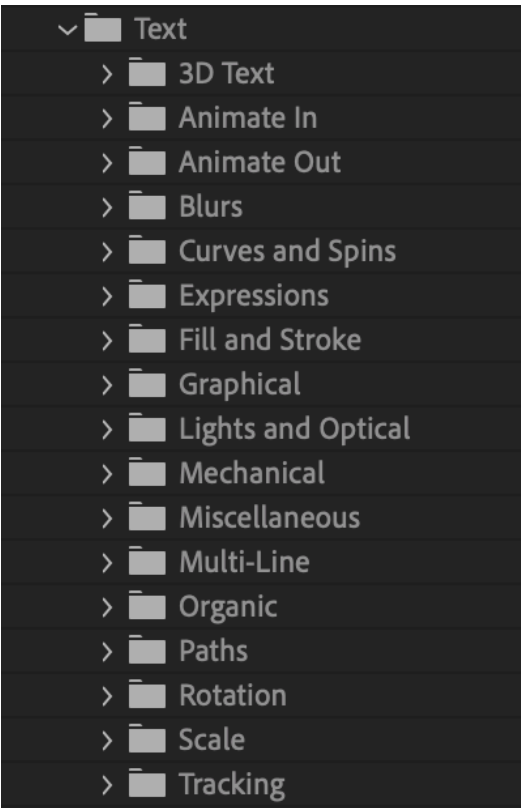 Text
3D Text
Animate In
Animate Out
Blurs
Curves and Spins
Expressions
Fill and Stroke
Graphical
Lights and Optical
Mechanical
Miscellaneous
Multi-Line
Organic
Paths
Rotation
Scale
Tracking